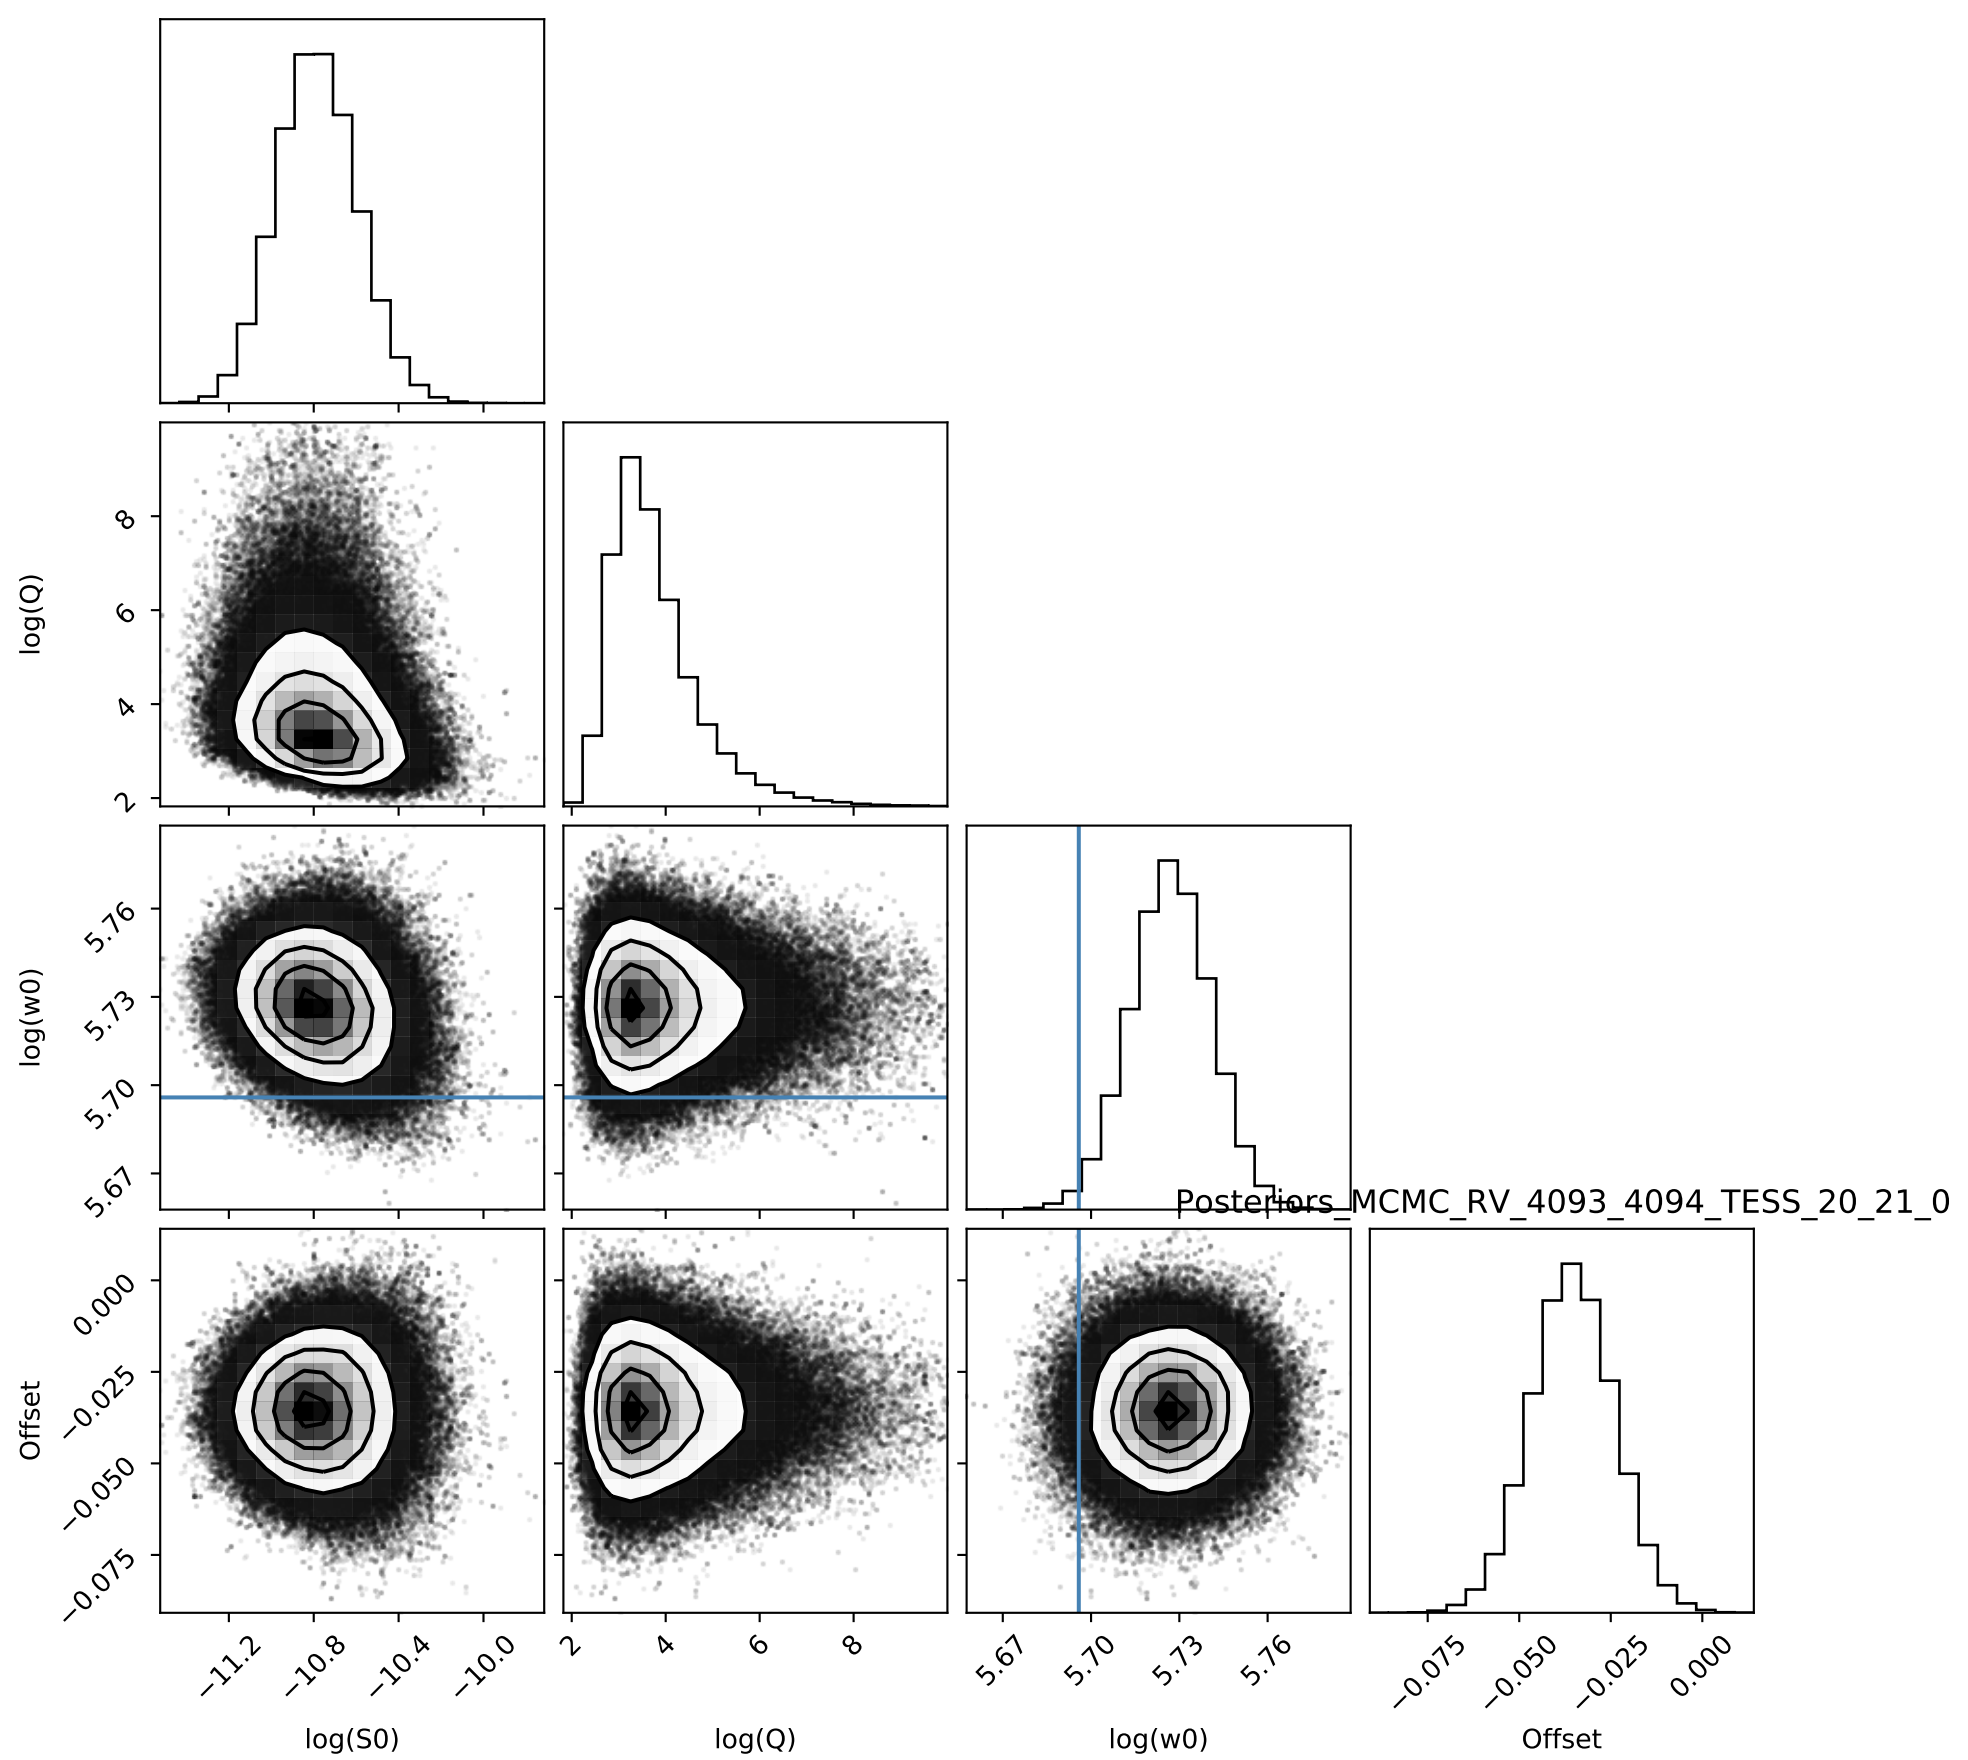 8
6
4
2
log(Q)
5.76
5.73
5.70
5.67
log(w0)
Posteriors_MCMC_RV_4093_4094_TESS_20_21_0
0.000
−0.025
−0.050
−0.075
Offset
−11.2 −10.8 −10.4 −10.0 2 4 6 8 5.67 5.70 5.73 5.76 −0.075 −0.050 −0.025 0.000
log(S0) log(Q) log(w0) Offset